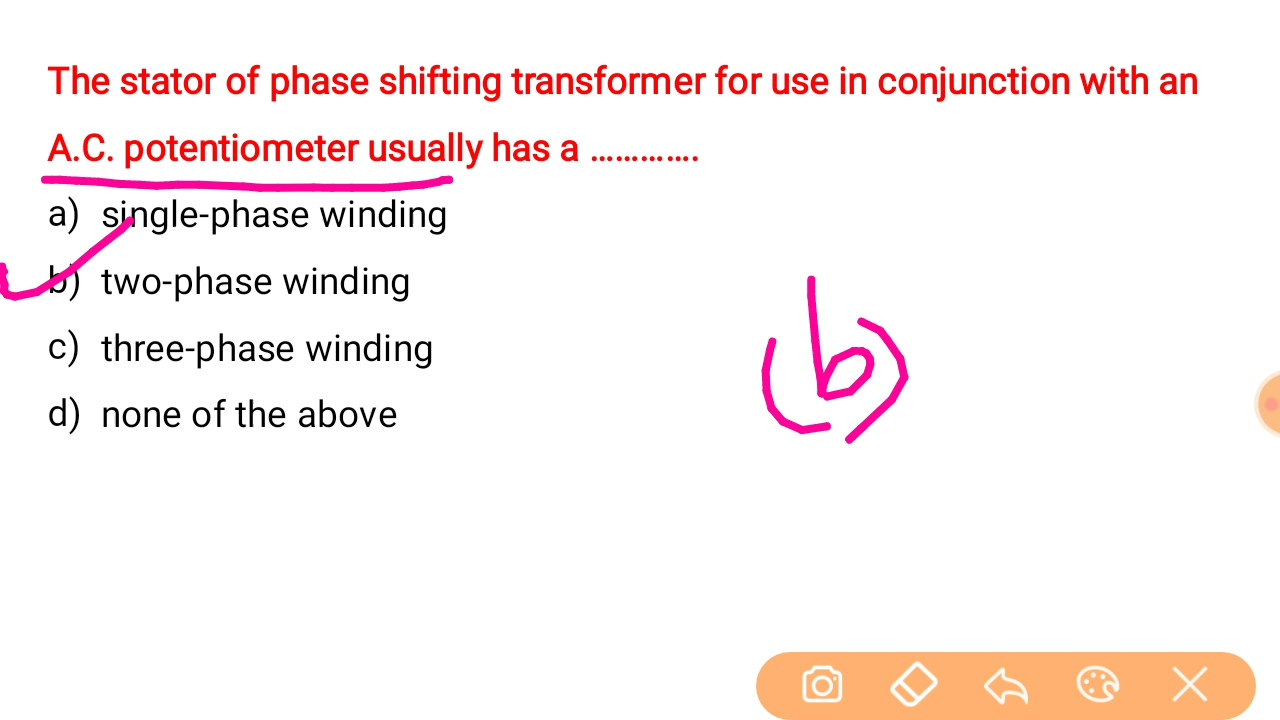 The stator of phase shifting transformer for use in conjunction with an
A.C. potentiometer usually has a .............
a) single-phase winding
b) two-phase winding
c) three-phase winding
d) none of the above
(b)